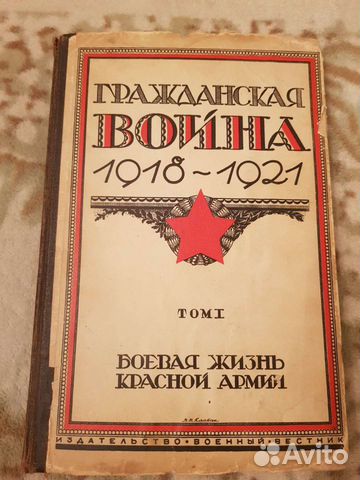 ГРАЖДАНСКАЯ
ВОЙНА
1918~1921
ТОМ I
БОЕВАЯ ЖИЗНЬ
КРАСНОЙ АРМИИ
ИЗДАТЕЛЬСТВО • ВОЕННЫЙ • ВЕСТНИК
Avito